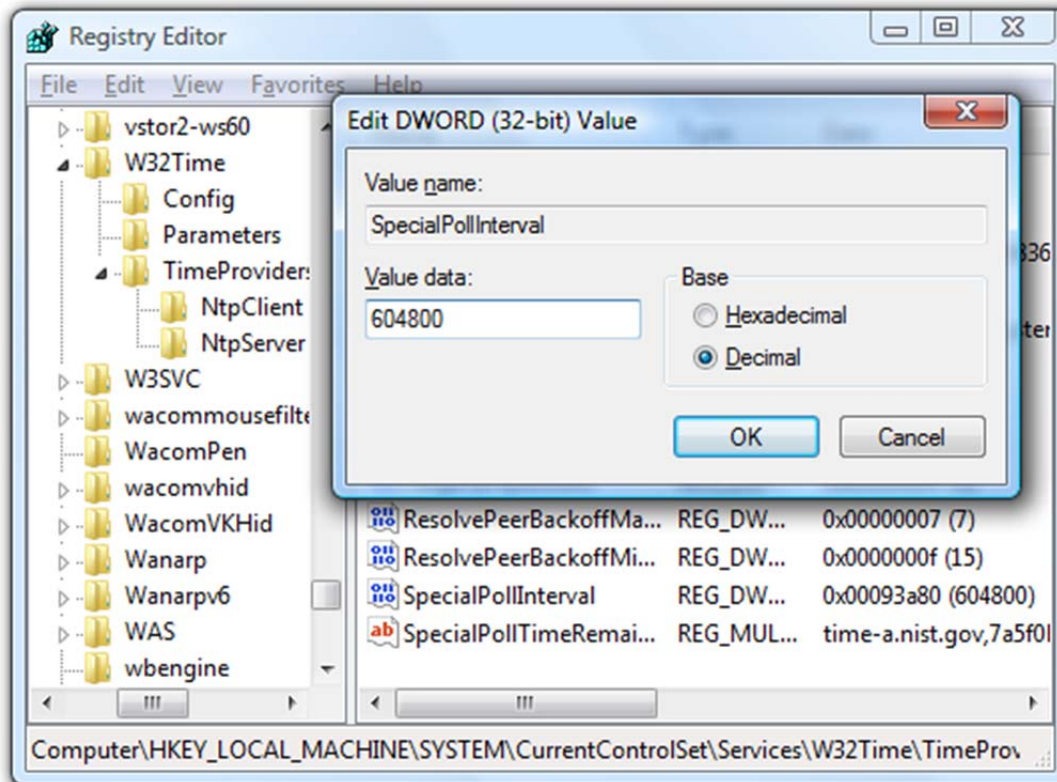 Registry Editor
File Edit View Favorites Help
vstor2-ws60
W32Time
Config
Parameters
TimeProviders
NtpClient
NtpServer
W3SVC
wacommousefilte
WacomPen
wacomvhid
WacomVKHid
Wanarp
Wanarpv6
WAS
wbengine
Edit DWORD (32-bit) Value
Value name:
SpecialPollInterval
Value data:
604800
Base
Hexadecimal
Decimal
OK Cancel
836
ter
ResolvePeerBackoffMa... REG_DW... 0x00000007 (7)
ResolvePeerBackoffMi... REG_DW... 0x0000000f (15)
SpecialPollInterval REG_DW... 0x00093a80 (604800)
SpecialPollTimeRemai... REG_MUL... time-a.nist.gov,7a5f0
Computer\HKEY_LOCAL_MACHINE\SYSTEM\CurrentControlSet\Services\W32Time\TimeProv